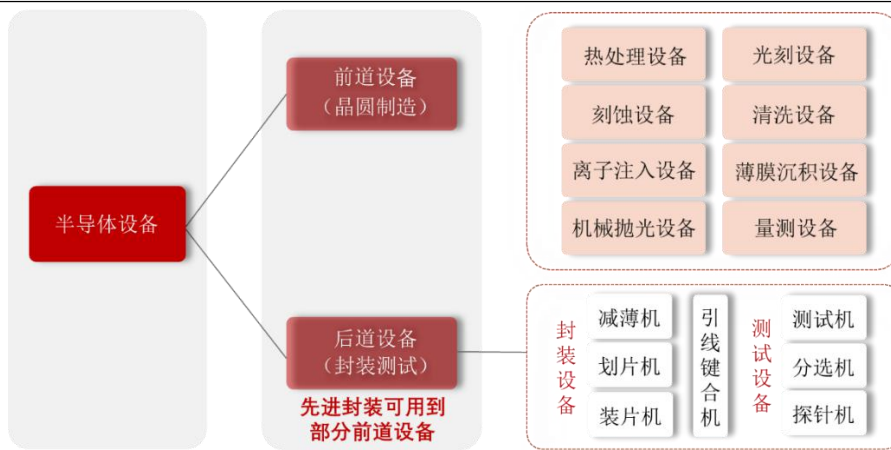 半导体设备
前道设备
（晶圆制造）
热处理设备
光刻设备
刻蚀设备
清洗设备
离子注入设备
薄膜沉积设备
机械抛光设备
量测设备
后道设备
（封装测试）
先进封装可用到
部分前道设备
封装设备
减薄机
划片机
装片机
引线键合机
测试设备
测试机
分选机
探针机